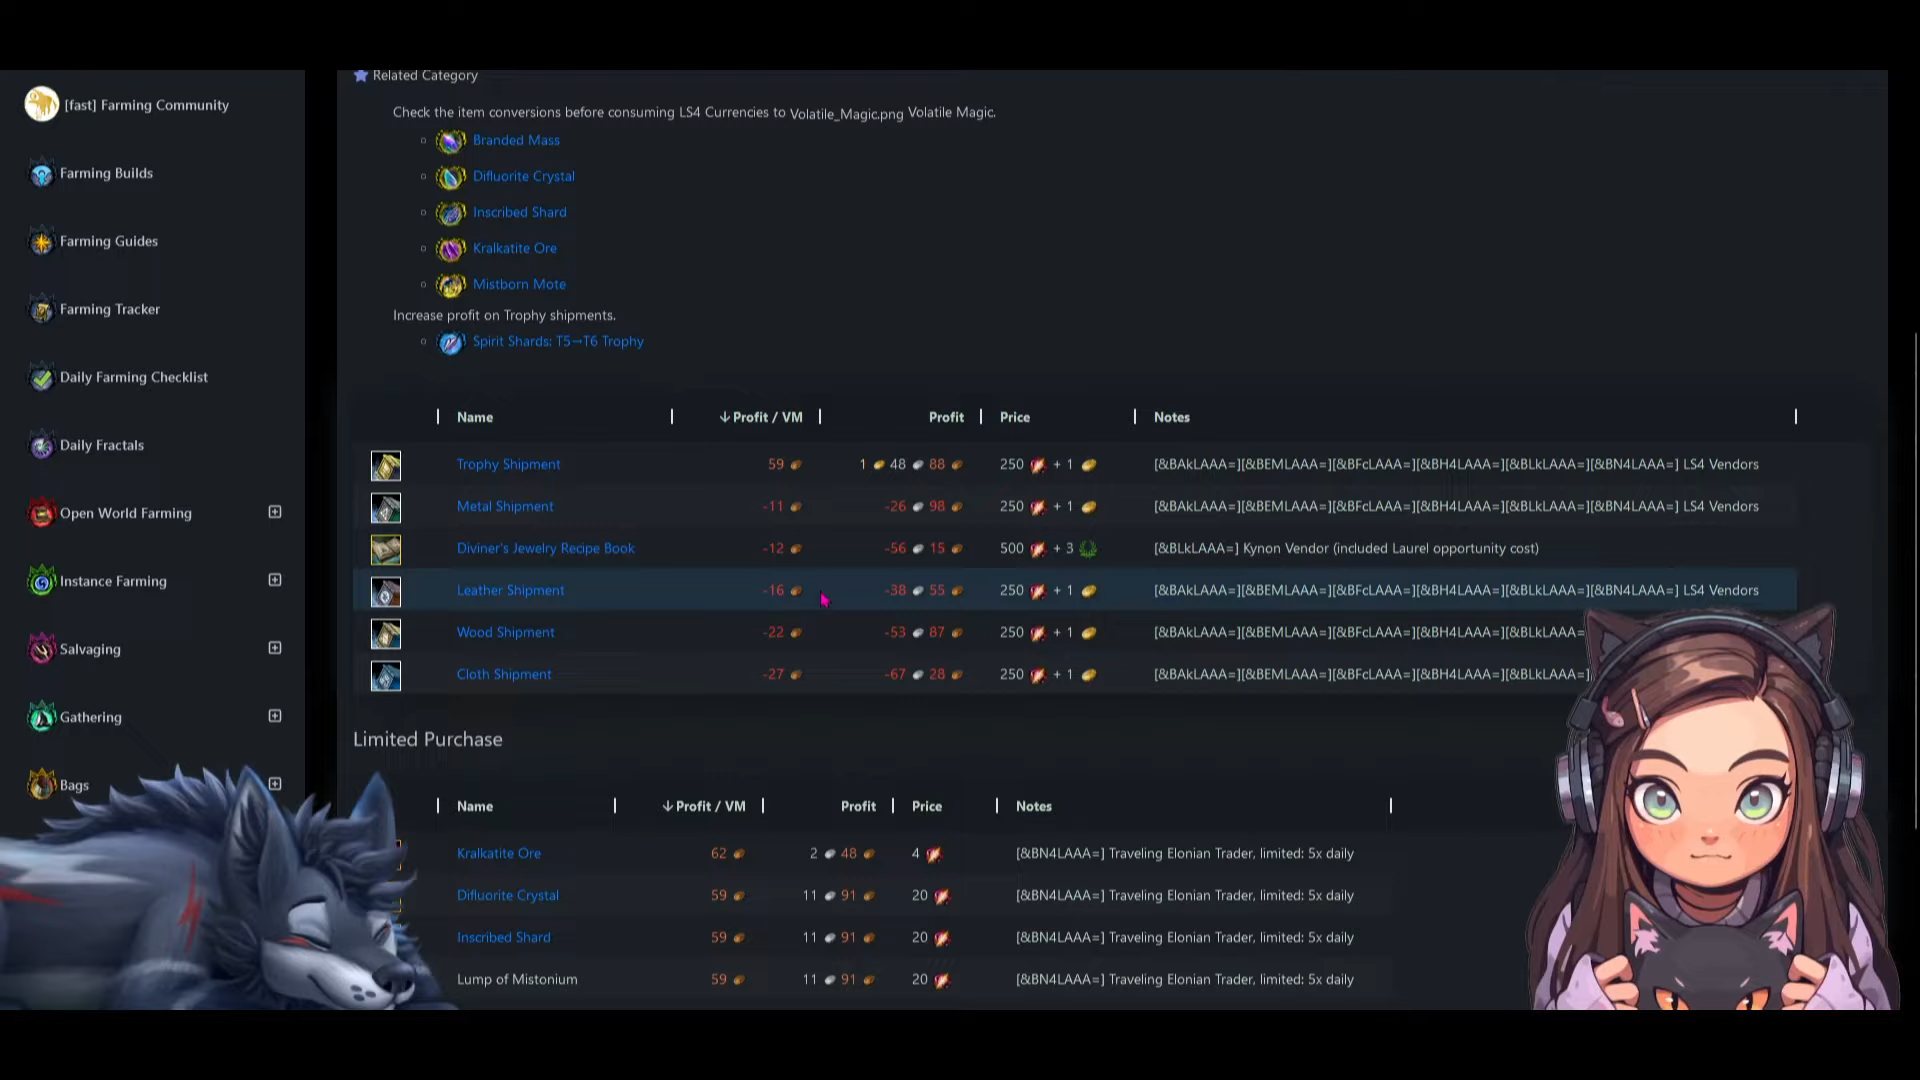 [fast] Farming Community
Farming Builds
Farming Guides
Farming Tracker
Daily Farming Checklist
Daily Fractals
Open World Farming
Instance Farming
Salvaging
Gathering
Bags
Related Category
Check the item conversions before consuming LS4 Currencies to Volatile_Magic.png Volatile Magic.
Branded Mass
Difluorite Crystal
Inscribed Shard
Kralkatite Ore
Mistborn Mote
Increase profit on Trophy shipments.
Spirit Shards: T5→T6 Trophy
Name ↓ Profit / VM Profit Price Notes
Trophy Shipment 59 1 48 88 250 + 1 [&BAkLAAA=][&BEMLAAA=][&BFcLAAA=][&BH4LAAA=][&BLkLAAA=][&BN4LAAA=] LS4 Vendors
Metal Shipment -11 -26 98 250 + 1 [&BAkLAAA=][&BEMLAAA=][&BFcLAAA=][&BH4LAAA=][&BLkLAAA=][&BN4LAAA=] LS4 Vendors
Diviner's Jewelry Recipe Book -12 -56 15 500 + 3 [&BLkLAAA=] Kynon Vendor (included Laurel opportunity cost)
Leather Shipment -16 -38 55 250 + 1 [&BAkLAAA=][&BEMLAAA=][&BFcLAAA=][&BH4LAAA=][&BLkLAAA=][&BN4LAAA=] LS4 Vendors
Wood Shipment -22 -53 87 250 + 1 [&BAkLAAA=][&BEMLAAA=][&BFcLAAA=][&BH4LAAA=][&BLkLAAA=
Cloth Shipment -27 -67 28 250 + 1 [&BAkLAAA=][&BEMLAAA=][&BFcLAAA=][&BH4LAAA=][&BLkLAAA=]
Limited Purchase
Name ↓ Profit / VM Profit Price Notes
Kralkatite Ore 62 2 48 4 [&BN4LAAA=] Traveling Elonian Trader, limited: 5x daily
Difluorite Crystal 59 11 91 20 [&BN4LAAA=] Traveling Elonian Trader, limited: 5x daily
Inscribed Shard 59 11 91 20 [&BN4LAAA=] Traveling Elonian Trader, limited: 5x daily
Lump of Mistonium 59 11 91 20 [&BN4LAAA=] Traveling Elonian Trader, limited: 5x daily